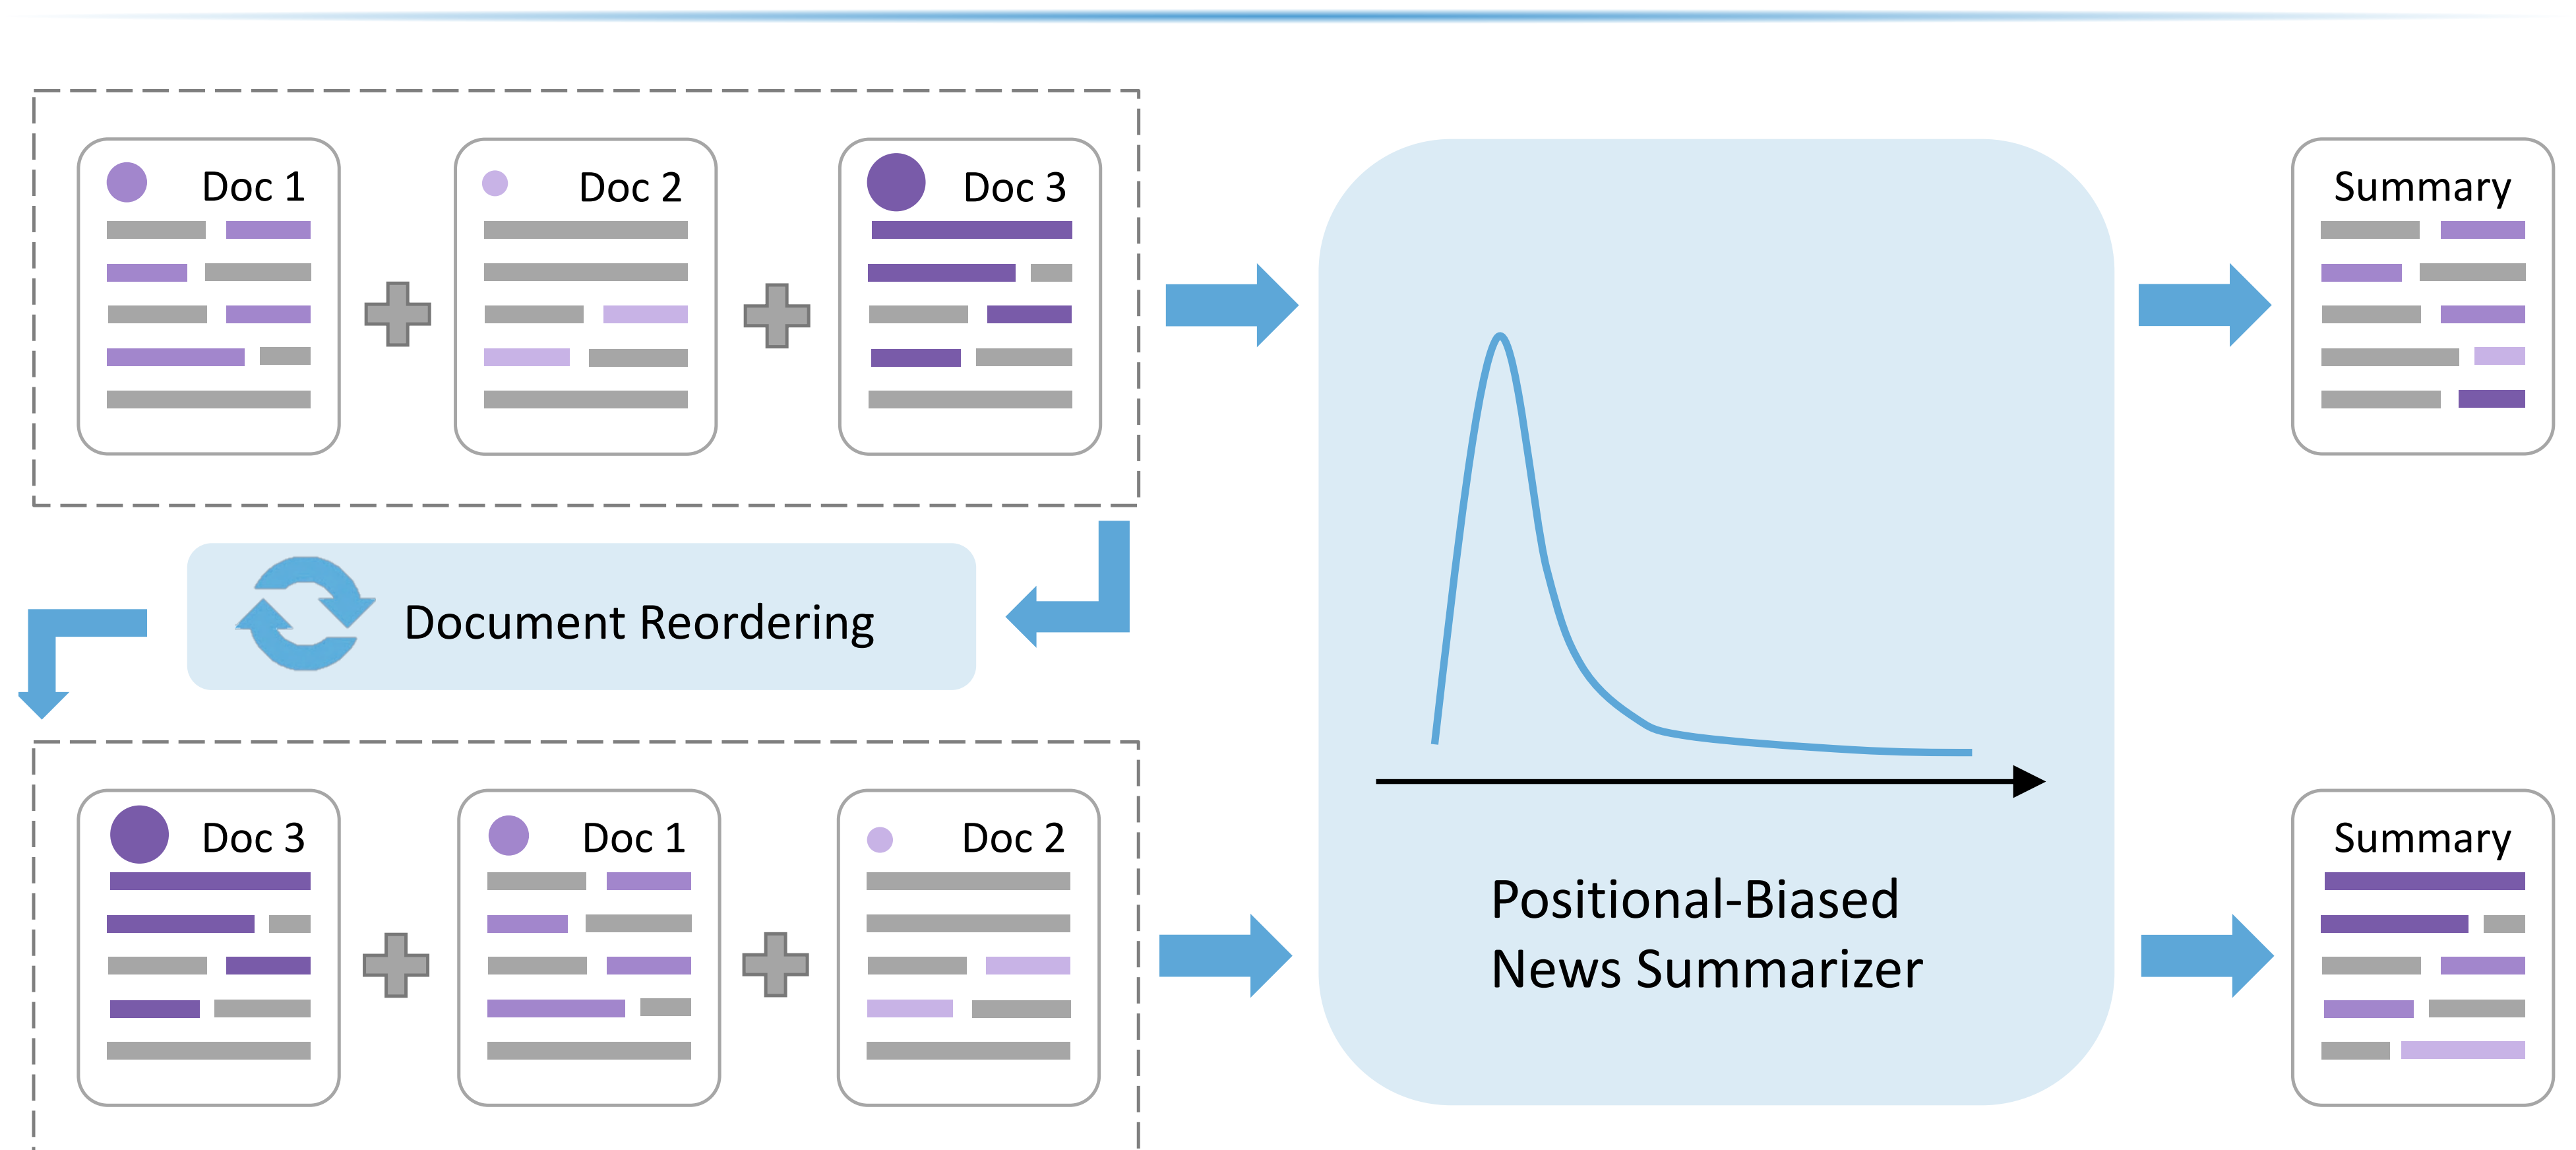 Doc 1
Doc 2
Doc 3
Summary
Document Reordering
Doc 3
Doc 1
Doc 2
Positional-Biased
News Summarizer
Summary